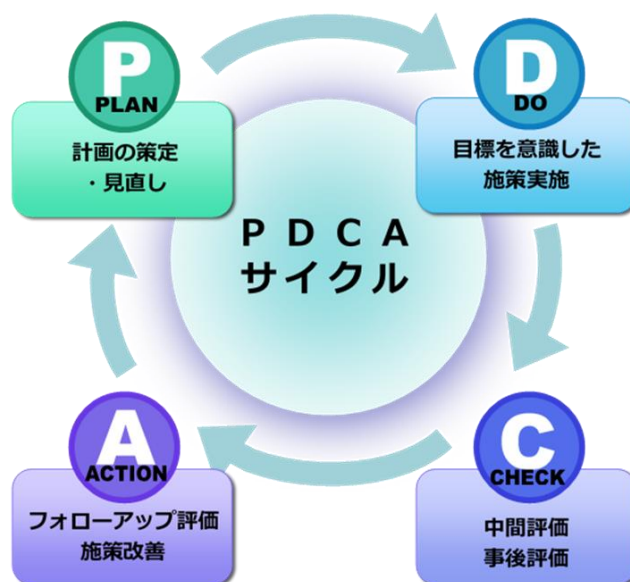 P
PLAN
計画の策定
・見直し
D
DO
目標を意識した
施策実施
PDCA
サイクル
A
ACTION
フォローアップ評価
施策改善
C
CHECK
中間評価
事後評価